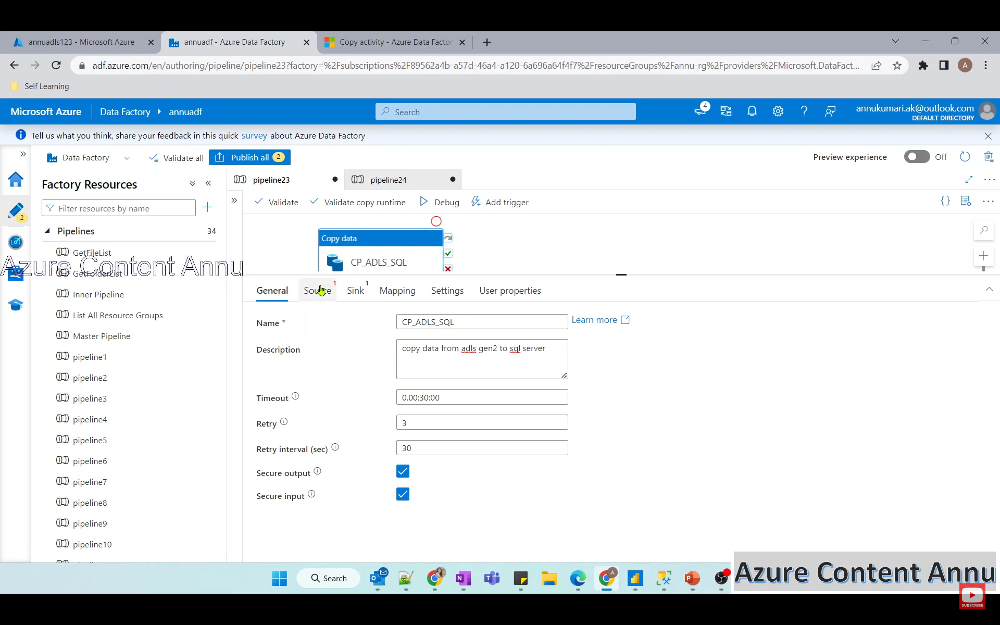 annuadls123 - Microsoft Azure
annuadf - Azure Data Factory
Copy activity - Azure Data Factor
adf.azure.com/en/authoring/pipeline/pipeline23?factory=%2Fsubscriptions%2F89562a4b-a57d-46a4-a120-6a696a64f4f7%2FresourceGroups%2Fannu-rg%2Fproviders%2FMicrosoft.DataFact...
A
Self Learning
Microsoft Azure
Data Factory
annuadf
Search
4
annukumari.ak@outlook.com
DEFAULT DIRECTORY
Tell us what you think, share your feedback in this quick survey about Azure Data Factory
Data Factory
Validate all
Publish all 2
Preview experience
Off
Factory Resources
pipeline23
pipeline24
Filter resources by name
Validate
Validate copy runtime
Debug
Add trigger
2
Pipelines 34
Copy data
CP_ADLS_SQL
GetFileList
Azure Content Annu
GetFolderList
Inner Pipeline
List All Resource Groups
Master Pipeline
pipeline1
pipeline2
pipeline3
pipeline4
pipeline5
pipeline6
pipeline7
pipeline8
pipeline9
pipeline10
General
Source 1
Sink 1
Mapping
Settings
User properties
Name *
CP_ADLS_SQL
Learn more
Description
copy data from adls gen2 to sql server
Timeout
0.00:30:00
Retry
3
Retry interval (sec)
30
Secure output
Secure input
Search
Azure Content Annu
SUBSCRIBE